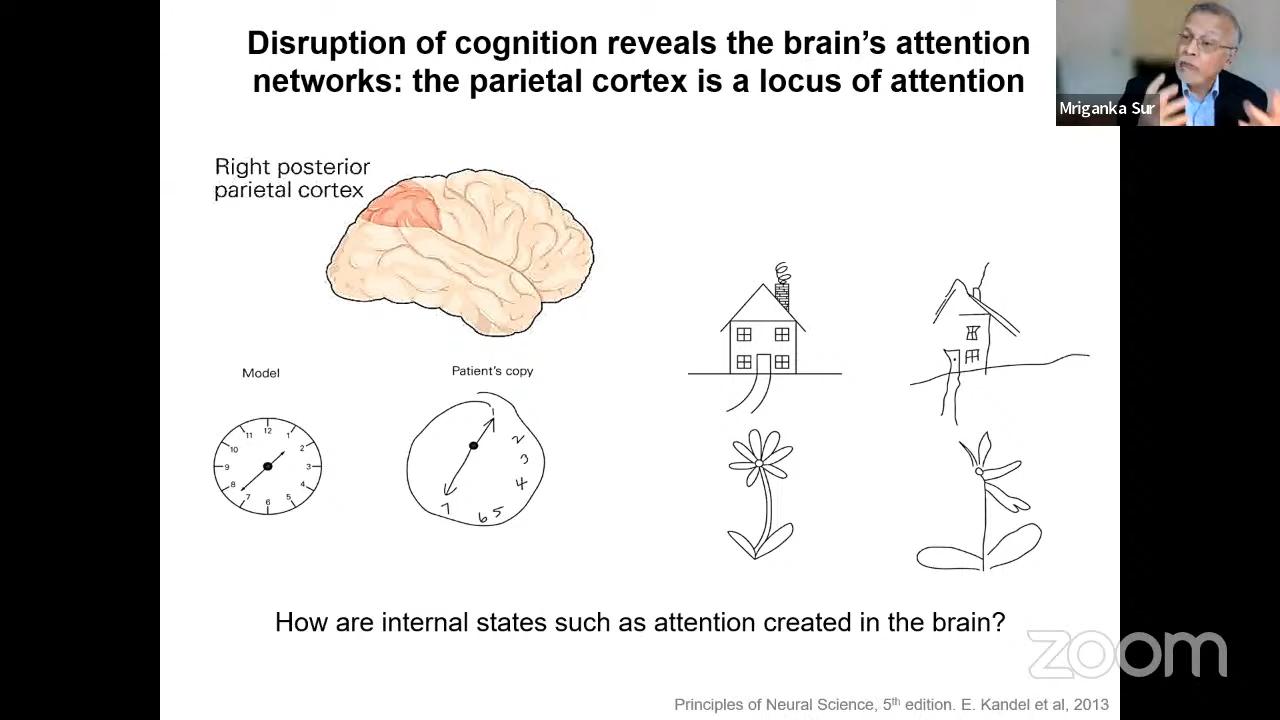 Disruption of cognition reveals the brain's attention
networks: the parietal cortex is a locus of attention
Mriganka Sur
Right posterior
parietal cortex
Model
Patient's copy
12
11
1
10
2
9
3
8
4
7
5
6
1
2
3
4
7
6 5
How are internal states such as attention created in the brain?
zoom
Principles of Neural Science, 5th edition. E. Kandel et al, 2013